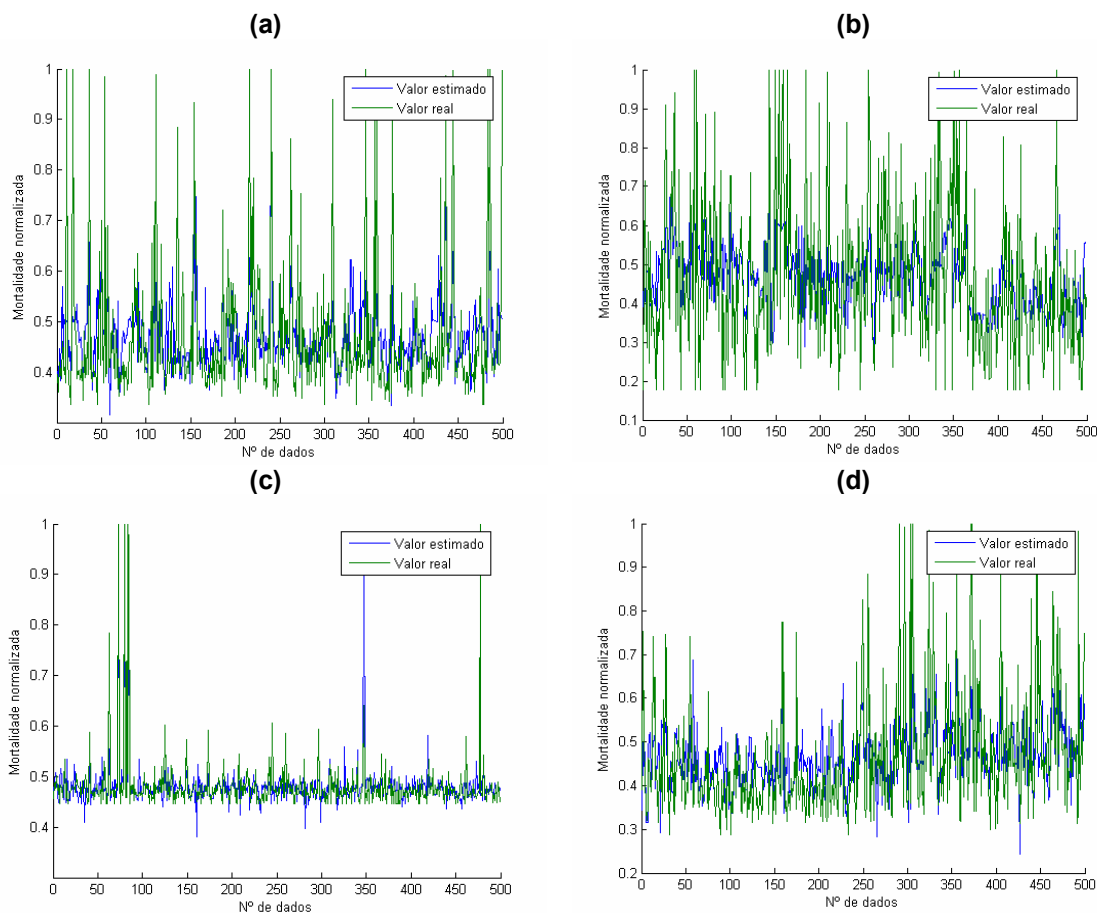 (a)
Mortalidade normalizada
1
0.9
0.8
0.7
0.6
0.5
0.4
Valor estimado
Valor real
0 50 100 150 200 250 300 350 400 450 500
Nº de dados
(b)
Mortalidade normalizada
1
0.9
0.8
0.7
0.6
0.5
0.4
0.3
0.2
0.1
Valor estimado
Valor real
0 50 100 150 200 250 300 350 400 450 500
Nº de dados
(c)
Mortalidade normalizada
1
0.9
0.8
0.7
0.6
0.5
0.4
Valor estimado
Valor real
0 50 100 150 200 250 300 350 400 450 500
Nº de dados
(d)
Mortalidade normalizada
1
0.9
0.8
0.7
0.6
0.5
0.4
0.3
0.2
Valor estimado
Valor real
0 50 100 150 200 250 300 350 400 450 500
Nº de dados